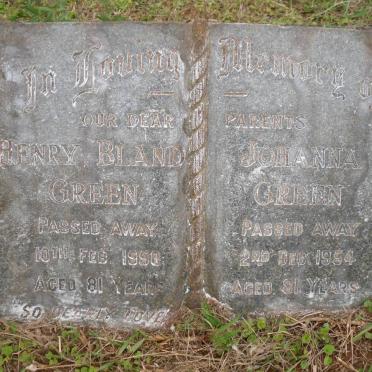 In Loving Memory of
OUR DEAR PARENTS
HENRY BLAND
GREEN
PASSED AWAY
10TH FEB. 1950
AGED 81 YEARS
JOHANNA
GREEN
PASSED AWAY
2ND FEB. 1954
AGED 81 YEARS
"SO DEARLY LOVED